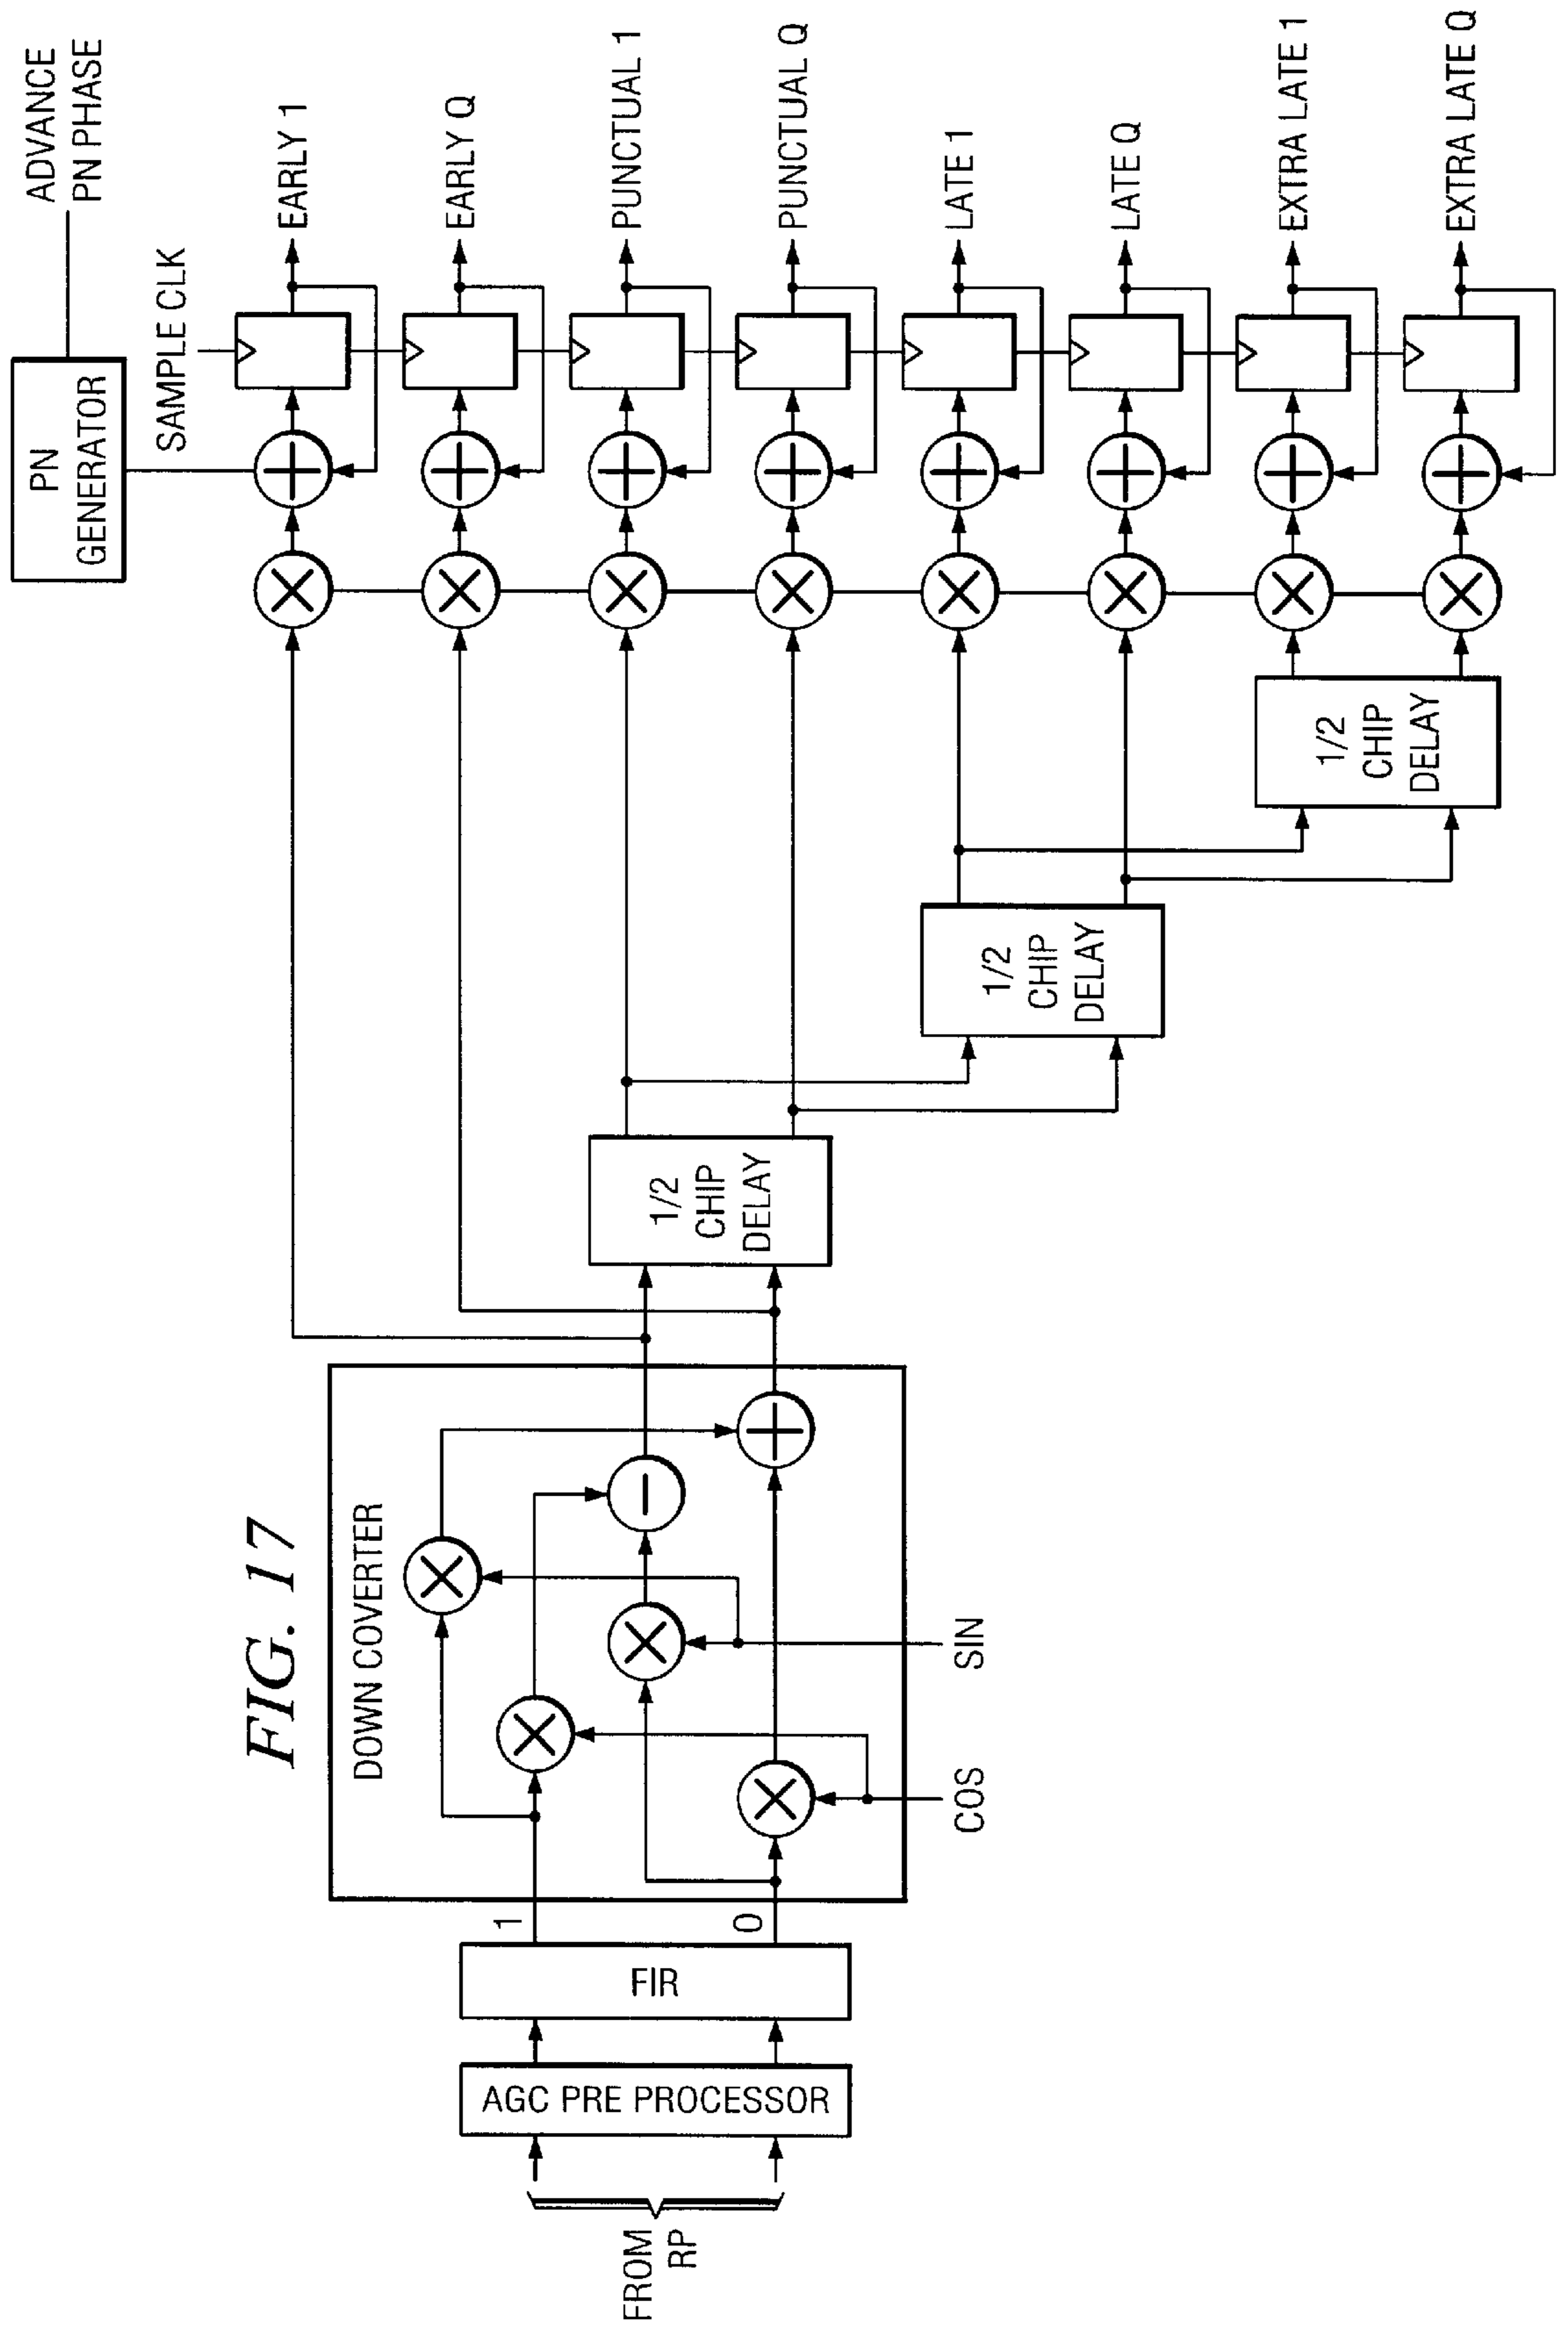 FIG. 17
FROM
RP
AGC PRE PROCESSOR
FIR
1
0
DOWN COVERTER
COS
SIN
1/2
CHIP
DELAY
1/2
CHIP
DELAY
1/2
CHIP
DELAY
PN
GENERATOR
ADVANCE
PN PHASE
SAMPLE CLK
EARLY 1
EARLY Q
PUNCTUAL 1
PUNCTUAL Q
LATE 1
LATE Q
EXTRA LATE 1
EXTRA LATE Q